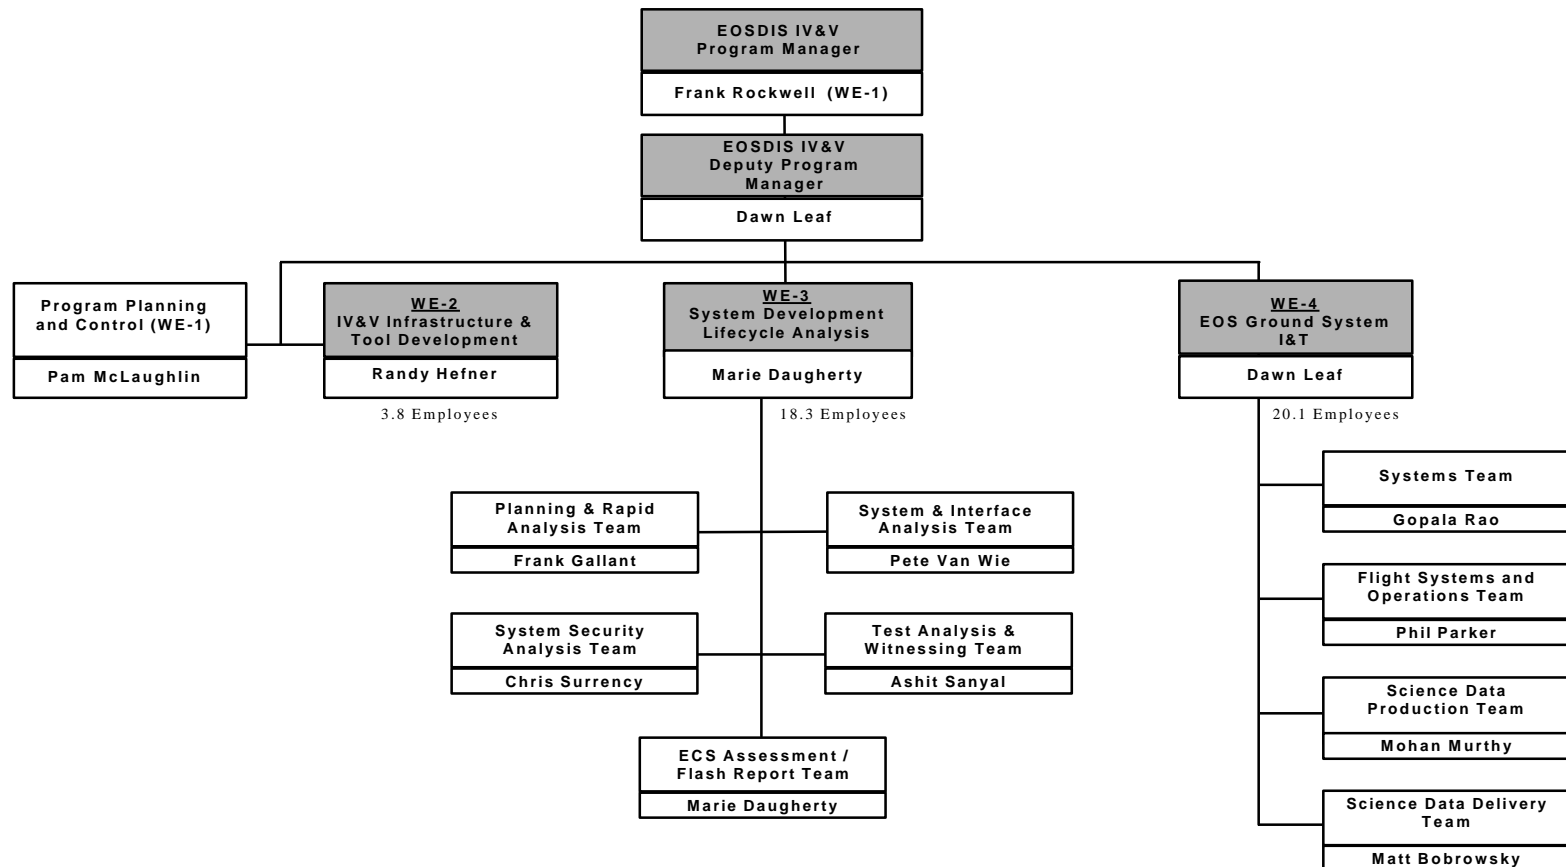 EOSDIS IV&V
Program Manager
Frank Rockwell (WE-1)
EOSDIS IV&V
Deputy Program
Manager
Dawn Leaf
Program Planning
and Control (WE-1)
Pam McLaughlin
WE-2
IV&V Infrastructure &
Tool Development
Randy Hefner
3.8 Employees
WE-3
System Development
Lifecycle Analysis
Marie Daugherty
18.3 Employees
WE-4
EOS Ground System
I&T
Dawn Leaf
20.1 Employees
Planning & Rapid
Analysis Team
Frank Gallant
System & Interface
Analysis Team
Pete Van Wie
System Security
Analysis Team
Chris Surrency
Test Analysis &
Witnessing Team
Ashit Sanyal
ECS Assessment /
Flash Report Team
Marie Daugherty
Systems Team
Gopala Rao
Flight Systems and
Operations Team
Phil Parker
Science Data
Production Team
Mohan Murthy
Science Data Delivery
Team
Matt Bobrowsky